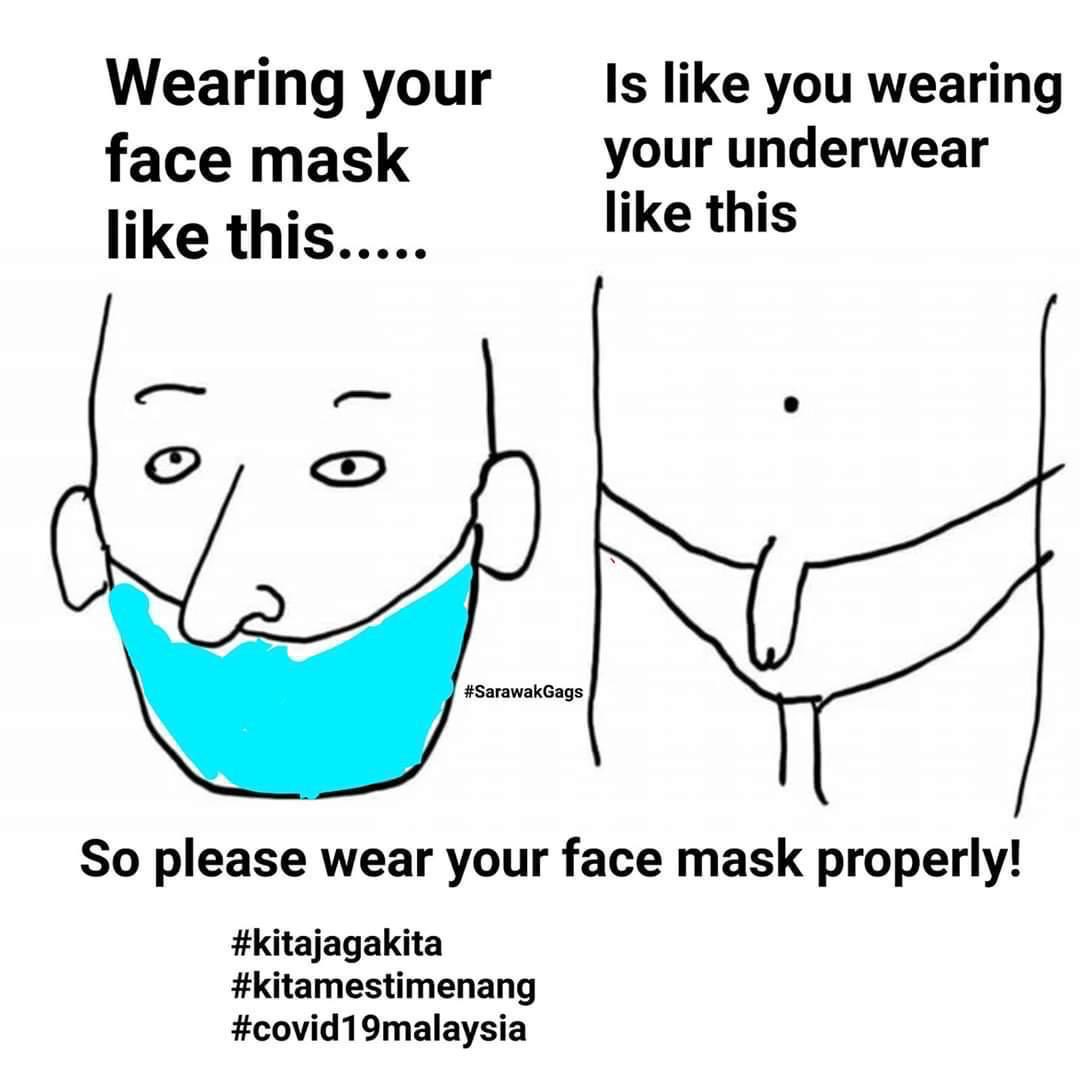 Wearing your
face mask
like this.....
Is like you wearing
your underwear
like this
#SarawakGags
So please wear your face mask properly!
#kitajagakita
#kitamestimenang
#covid19malaysia